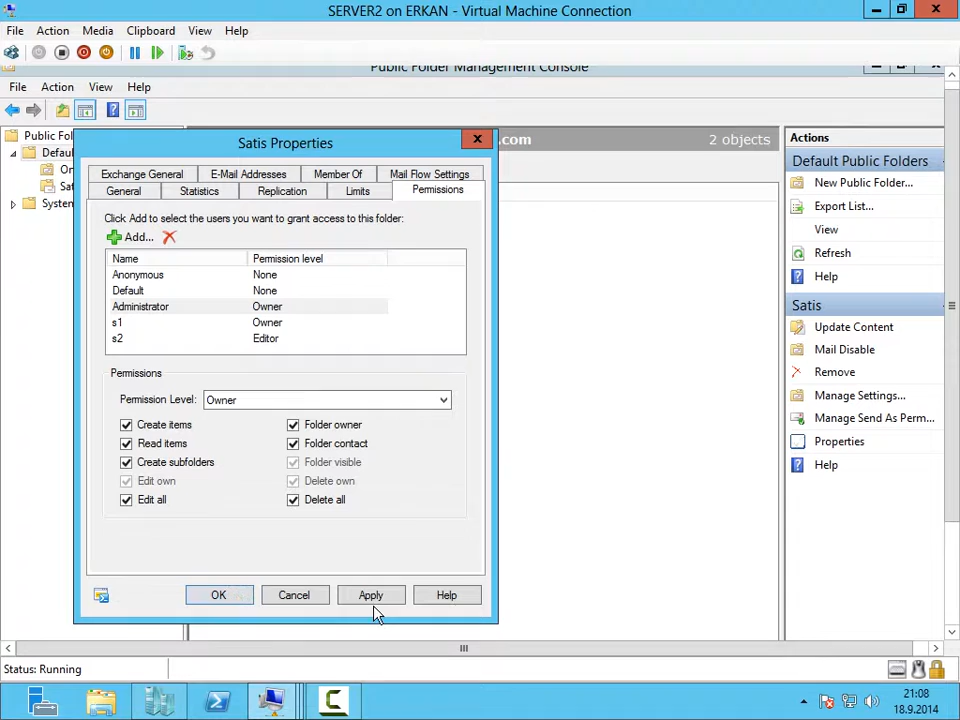 SERVER2 on ERKAN - Virtual Machine Connection
File Action Media Clipboard View Help
Public Folder Management Console
File Action View Help
Public Fol
Defau
Sa
System
.com
2 objects
Satis Properties
Exchange General E-Mail Addresses Member Of Mail Flow Settings
General Statistics Replication Limits Permissions
Click Add to select the users you want to grant access to this folder:
Add...
Name Permission level
Anonymous None
Default None
Administrator Owner
s1 Owner
s2 Editor
Permissions
Permission Level: Owner
Create items Folder owner
Read items Folder contact
Create subfolders Folder visible
Edit own Delete own
Edit all Delete all
OK Cancel Apply Help
Actions
Default Public Folders
New Public Folder...
Export List...
View
Refresh
Help
Satis
Update Content
Mail Disable
Remove
Manage Settings...
Manage Send As Perm...
Properties
Help
Status: Running
21:08
18.9.2014